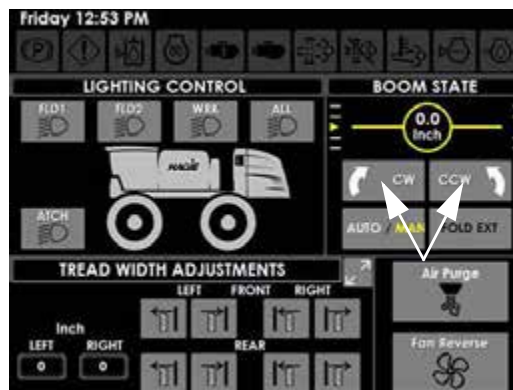 Friday 12:53 PM
LIGHTING CONTROL
BOOM STATE
FLD1
FLD2
WRK
ALL
0.0
Inch
HAGIE
CW
CCW
ATCH
AUTO / MAN
FOLD EXT
TREAD WIDTH ADJUSTMENTS
Air Purge
LEFT FRONT RIGHT
Inch
LEFT RIGHT
REAR
Fan Reverse
0 0